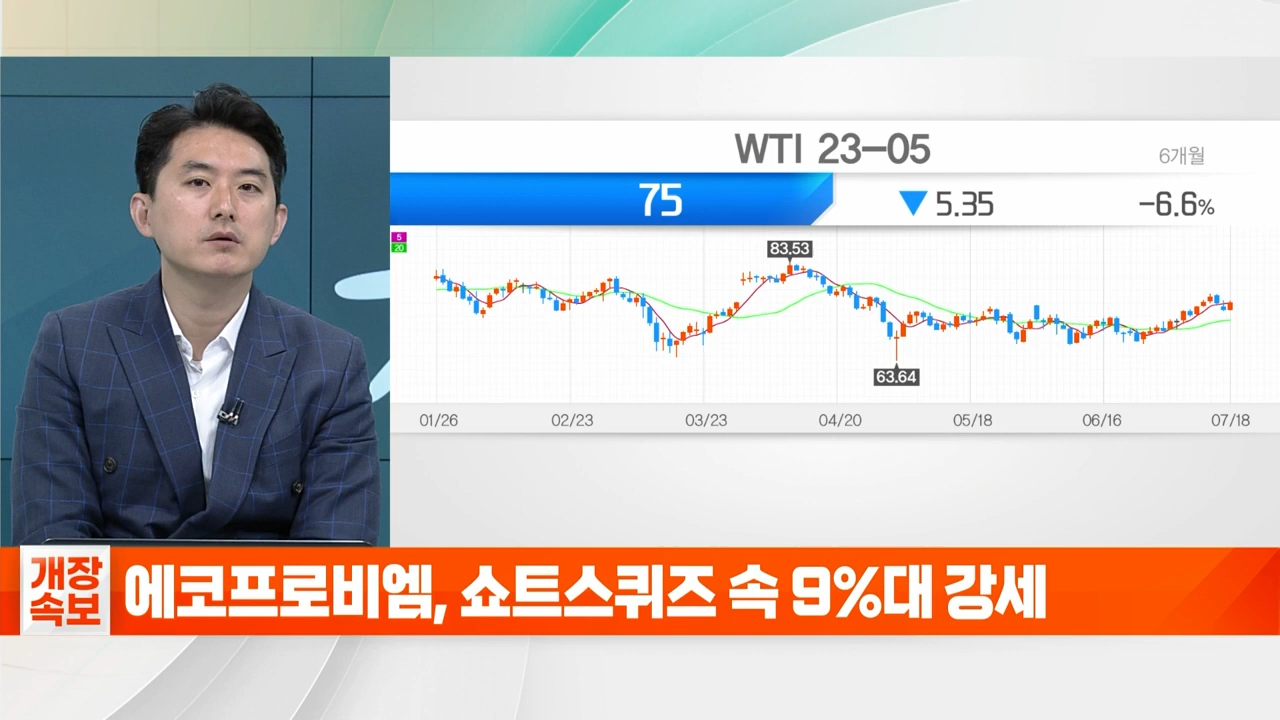 WTI 23-05
6개월
75
▼ 5.35
-6.6%
5
20
83.53
63.64
01/26 02/23 03/23 04/20 05/18 06/16 07/18
개장
속보
에코프로비엠, 쇼트스퀴즈 속 9%대 강세